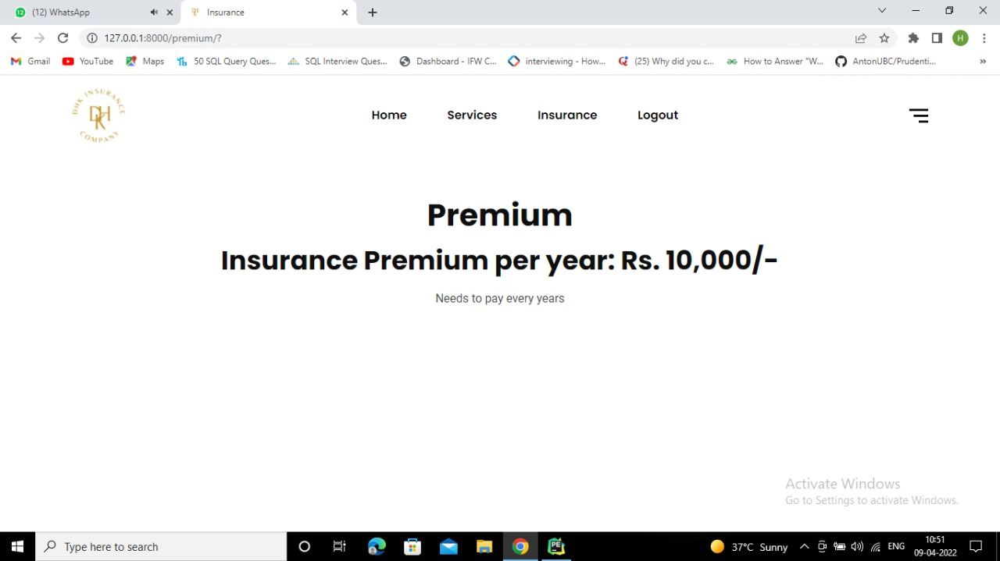 (12) WhatsApp
Insurance
127.0.0.1:8000/premium/?
H
Gmail
YouTube
Maps
50 SQL Query Ques...
SQL Interview Ques...
Dashboard - IFW C...
interviewing - How...
(25) Why did you c...
How to Answer "W...
AntonUBC/Prudenti...
»
DHK INSURANCE
DHK
COMPANY
Home
Services
Insurance
Logout
Premium
Insurance Premium per year: Rs. 10,000/-
Needs to pay every years
Activate Windows
Go to Settings to activate Windows.
Type here to search
PE
37°C Sunny
ENG
10:51
09-04-2022